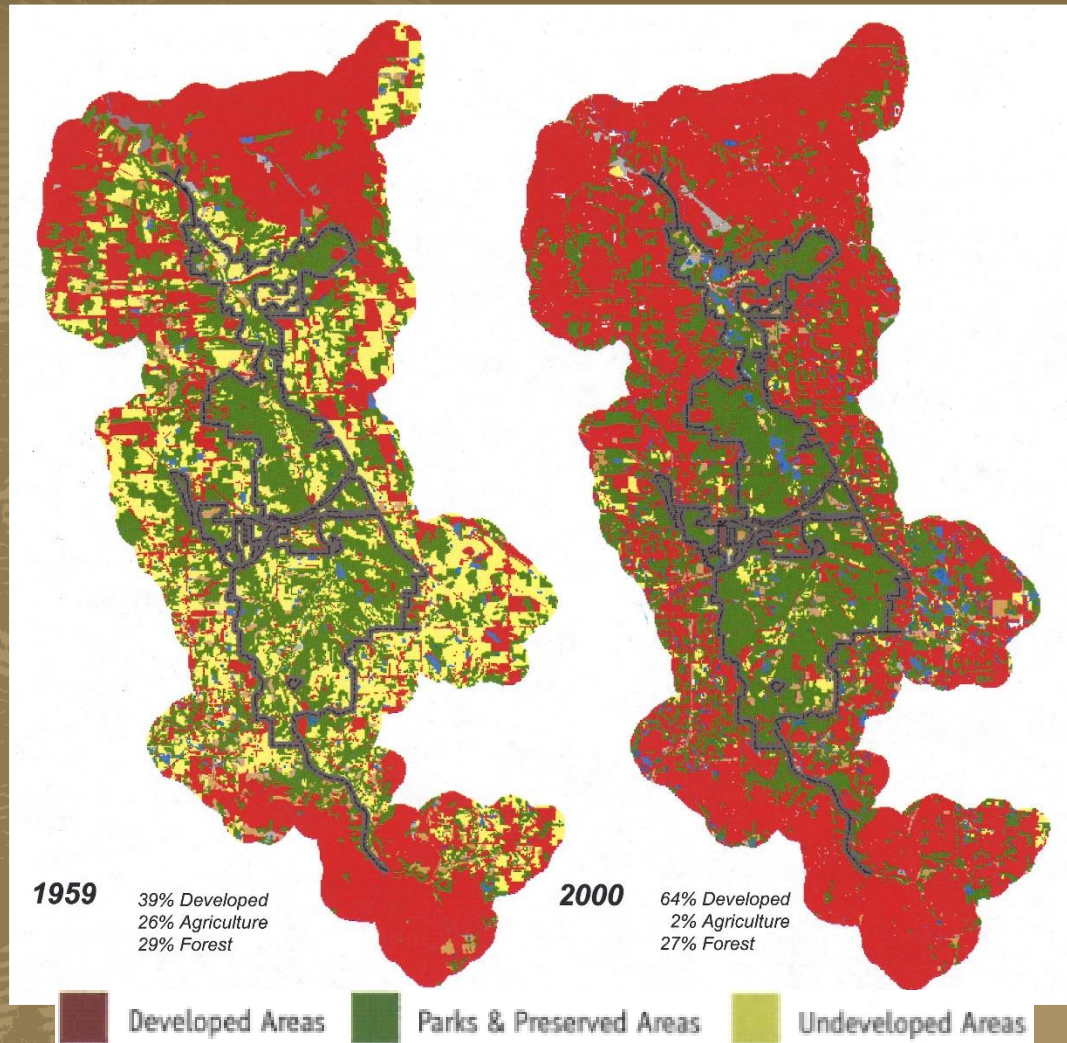 1959
39% Developed
26% Agriculture
29% Forest
2000
64% Developed
2% Agriculture
27% Forest
Developed Areas
Parks & Preserved Areas
Undeveloped Areas